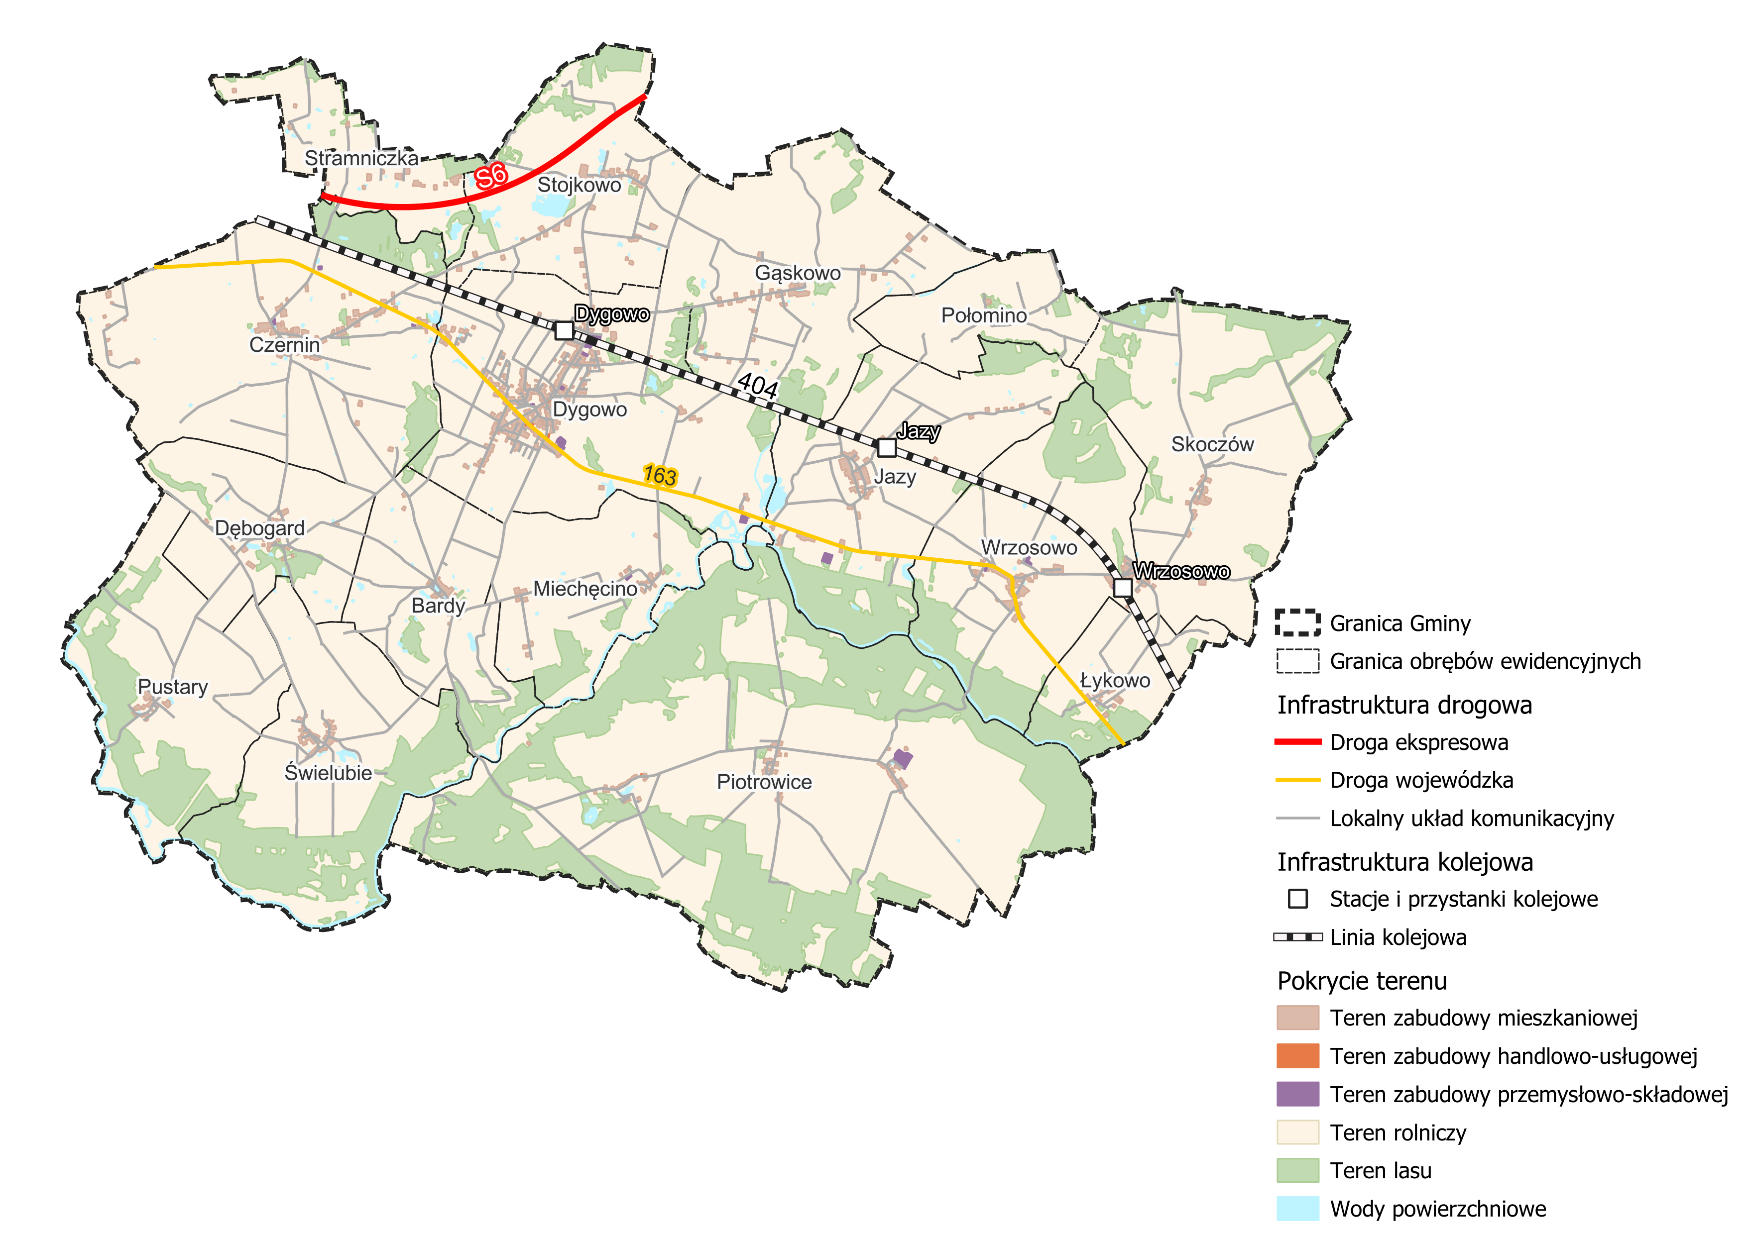 Stramniczka
S6
Stojkowo
Gąskowo
Dygowo
Połomino
Czernin
404
Dygowo
Jazy
Skoczów
163
Jazy
Dębogard
Wrzosowo
Wrzosowo
Miechęcino
Bardy
Pustary
Łykowo
Świelubie
Piotrowice
Granica Gminy
Granica obrębów ewidencyjnych
Infrastruktura drogowa
Droga ekspresowa
Droga wojewódzka
Lokalny układ komunikacyjny
Infrastruktura kolejowa
Stacje i przystanki kolejowe
Linia kolejowa
Pokrycie terenu
Teren zabudowy mieszkaniowej
Teren zabudowy handlowo-usługowej
Teren zabudowy przemysłowo-składowej
Teren rolniczy
Teren lasu
Wody powierzchniowe